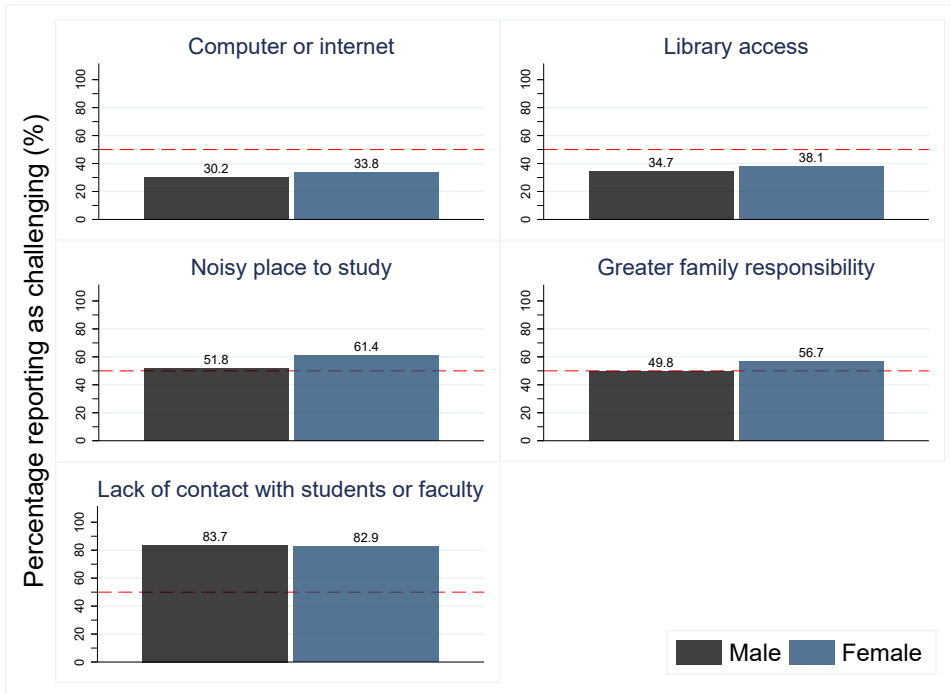 Percentage reporting as challenging (%)
Computer or internet
0 20 40 60 80 100
30.2 33.8
Library access
0 20 40 60 80 100
34.7 38.1
Noisy place to study
0 20 40 60 80 100
51.8 61.4
Greater family responsibility
0 20 40 60 80 100
49.8 56.7
Lack of contact with students or faculty
0 20 40 60 80 100
83.7 82.9
Male Female